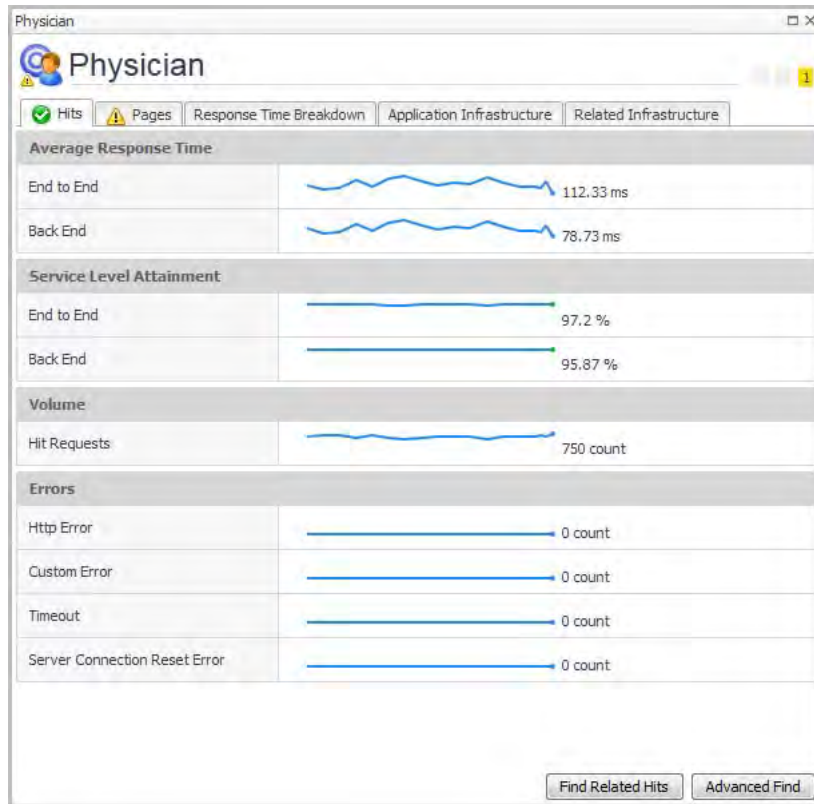 Physician
Physician
1
Hits Pages Response Time Breakdown Application Infrastructure Related Infrastructure
Average Response Time
End to End 112.33 ms
Back End 78.73 ms
Service Level Attainment
End to End 97.2 %
Back End 95.87 %
Volume
Hit Requests 750 count
Errors
Http Error 0 count
Custom Error 0 count
Timeout 0 count
Server Connection Reset Error 0 count
Find Related Hits Advanced Find